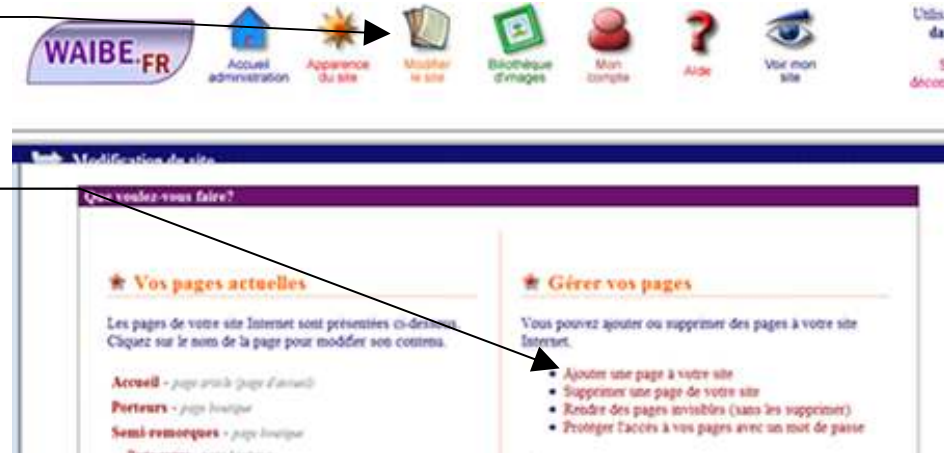 WAIBE.FR
Accueil administration
Apparence du site
Modifier le site
Bibliothèque d'images
Mon compte
Aide
Voir mon site
Modification du site
Que voulez-vous faire?
Vos pages actuelles
Les pages de votre site Internet sont présentées ci-dessous.
Cliquez sur le nom de la page pour modifier son contenu.
Accueil - page article (page d'accueil)
Porteurs - page boutique
Semi-remorques - page boutique
Gérer vos pages
Vous pouvez ajouter ou supprimer des pages à votre site
Internet.
Ajouter une page à votre site
Supprimer une page de votre site
Rendre des pages invisibles (sans les supprimer)
Protéger l'accès à vos pages avec un mot de passe